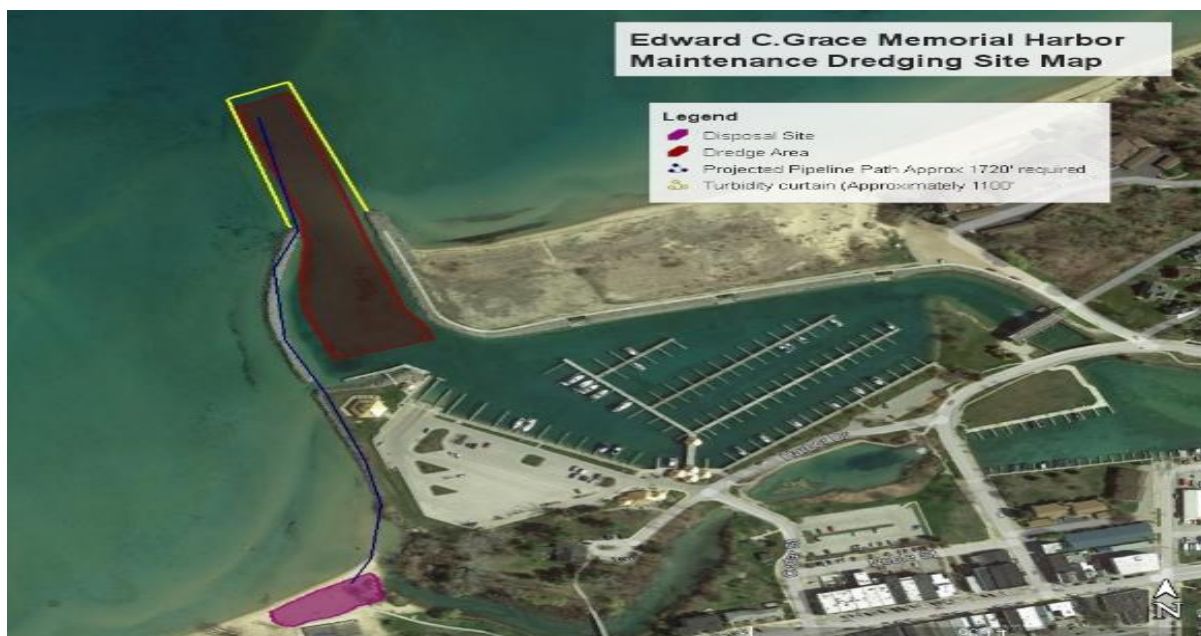 Edward C.Grace Memorial Harbor
Maintenance Dredging Site Map
Legend
Disposal Site
Dredge Area
Projected Pipeline Path Approx 1720' required
Turbidity curtain (Approximately 1100'
N